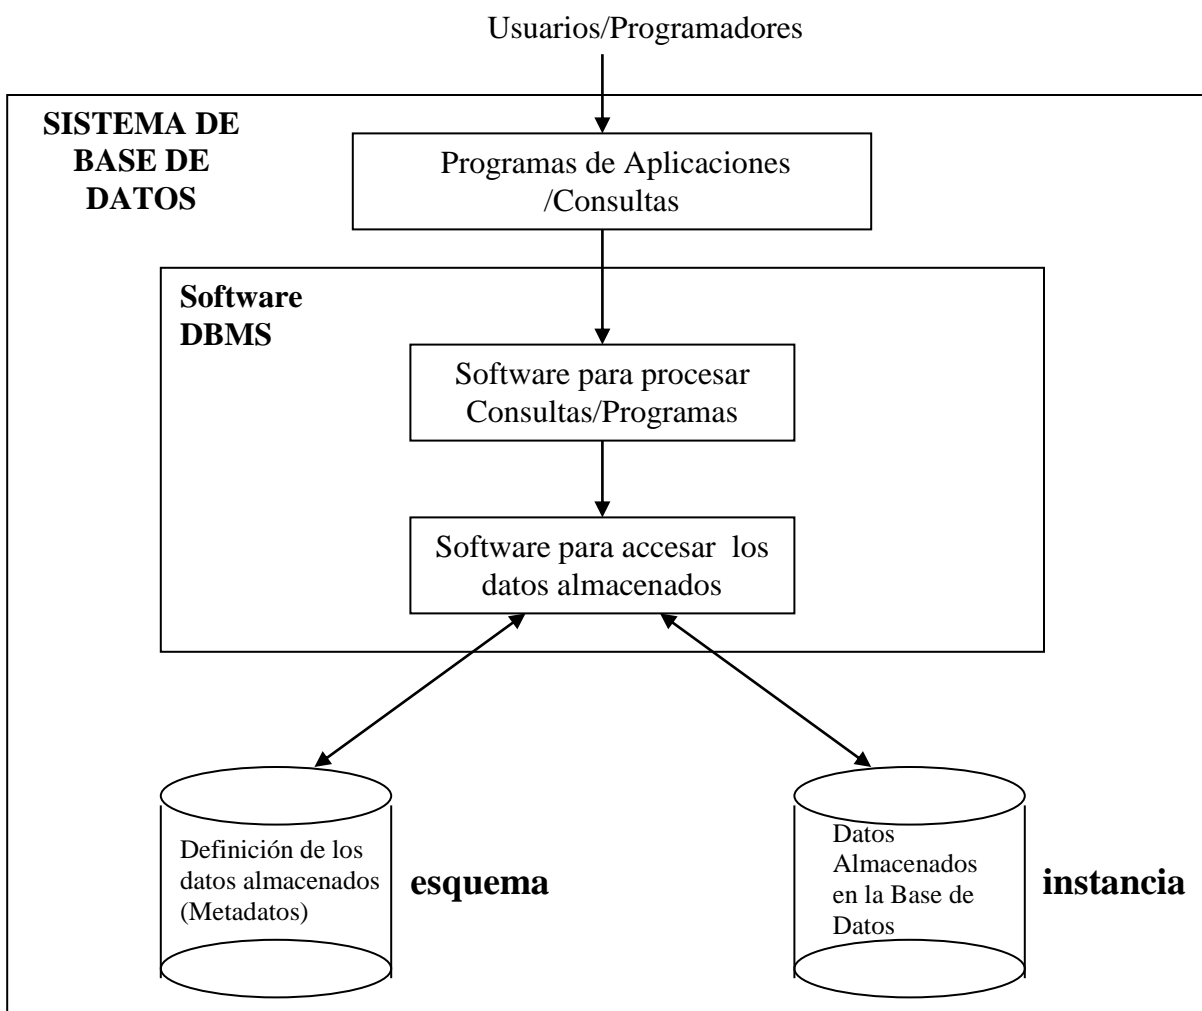 Usuarios/Programadores
SISTEMA DE
BASE DE
DATOS
Programas de Aplicaciones
/Consultas
Software
DBMS
Software para procesar
Consultas/Programas
Software para accesar los
datos almacenados
Definición de los
datos almacenados
(Metadatos)
esquema
Datos
Almacenados
en la Base de
Datos
instancia